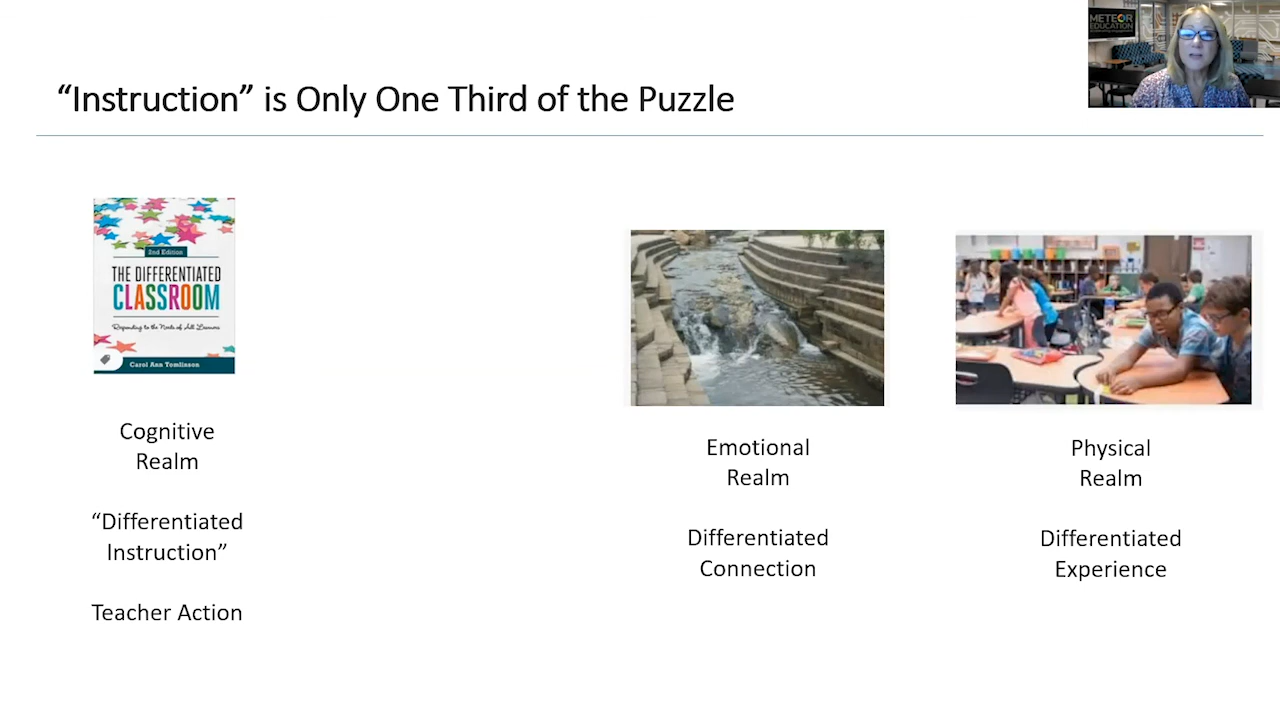 “Instruction” is Only One Third of the Puzzle
METEOR
EDUCATION
2nd Edition
THE DIFFERENTIATED
CLASSROOM
Responding to the Needs of All Learners
Carol Ann Tomlinson
Cognitive
Realm
“Differentiated
Instruction”
Teacher Action
Emotional
Realm
Differentiated
Connection
Physical
Realm
Differentiated
Experience